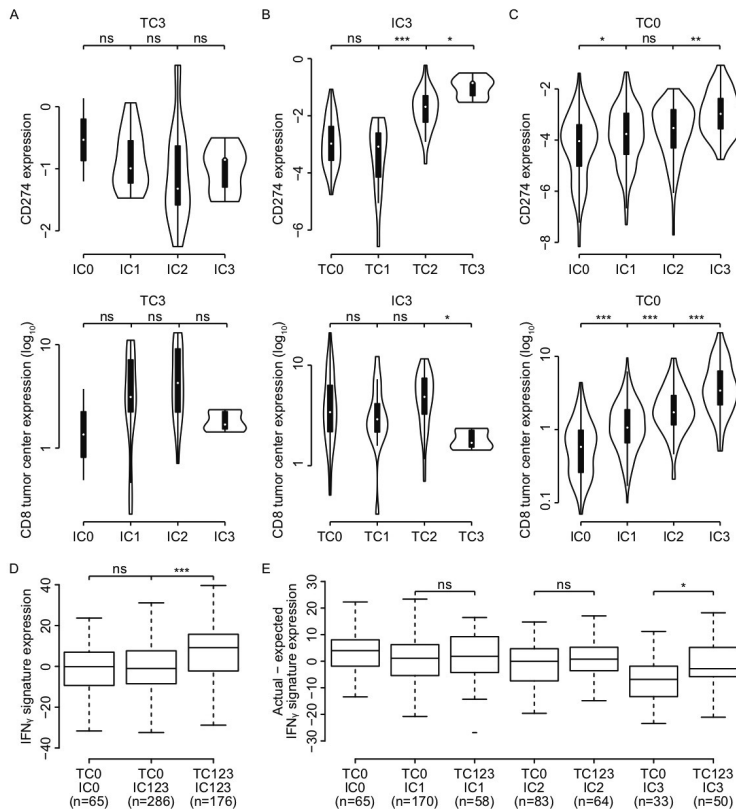 A
TC3
ns ns ns
CD274 expression
0
−1
−2
IC0 IC1 IC2 IC3
B
IC3
ns *** *
CD274 expression
0
−2
−4
−6
TC0 TC1 TC2 TC3
C
TC0
* ns **
CD274 expression
−2
−4
−6
−8
IC0 IC1 IC2 IC3
TC3
ns ns ns
CD8 tumor center expression (log10)
10
1
IC0 IC1 IC2 IC3
IC3
ns ns *
CD8 tumor center expression (log10)
10
1
TC0 TC1 TC2 TC3
TC0
*** *** ***
CD8 tumor center expression (log10)
10
1
0.1
IC0 IC1 IC2 IC3
D
ns ***
IFNγ signature expression
40
20
0
−20
−40
TC0 TC0 TC123
IC0 IC123 IC123
(n=65) (n=286) (n=176)
E
ns ns *
Actual − expected
IFNγ signature expression
30
20
10
0
−10
−20
−30
TC0 TC0 TC123 TC0 TC123 TC0 TC123
IC0 IC1 IC1 IC2 IC2 IC3 IC3
(n=65) (n=170) (n=58) (n=83) (n=64) (n=33) (n=50)